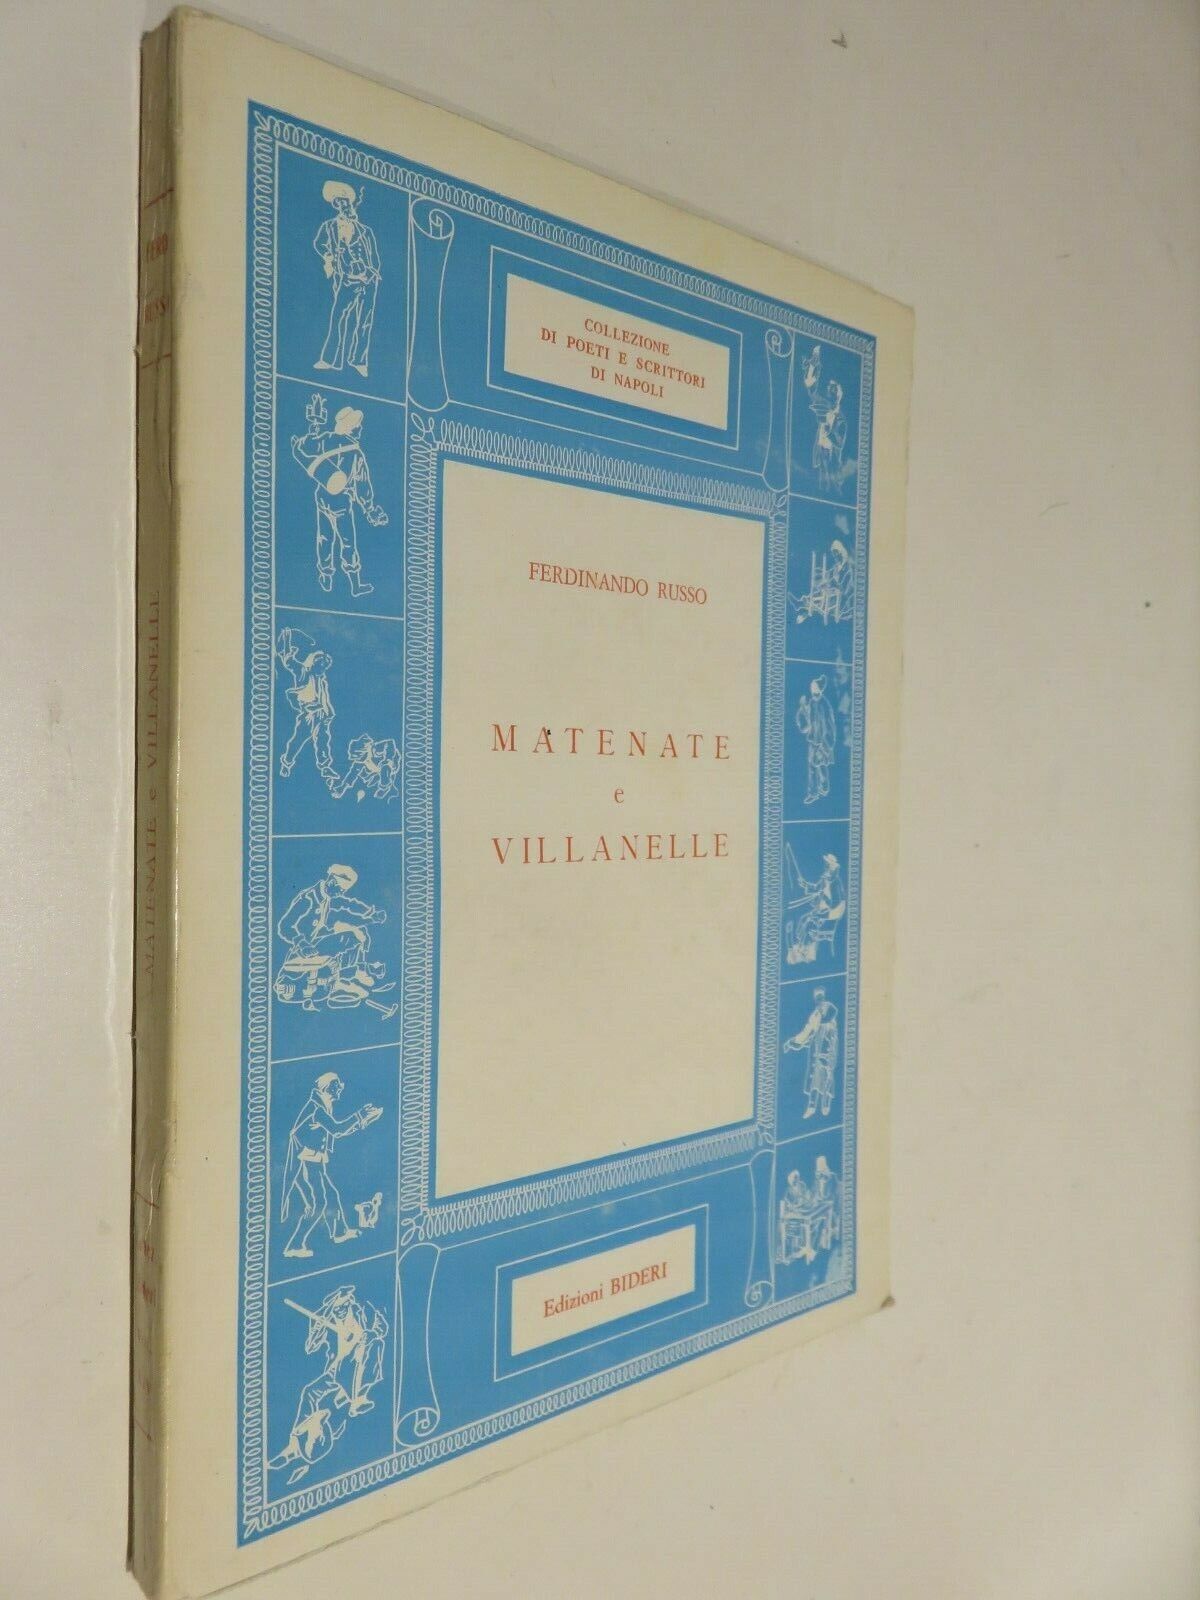 COLLEZIONE
DI POETI E SCRITTORI
DI NAPOLI
FERDINANDO RUSSO
MATENATE
e
VILLANELLE
Edizioni BIDERI
MATENATE e VILLANELLE